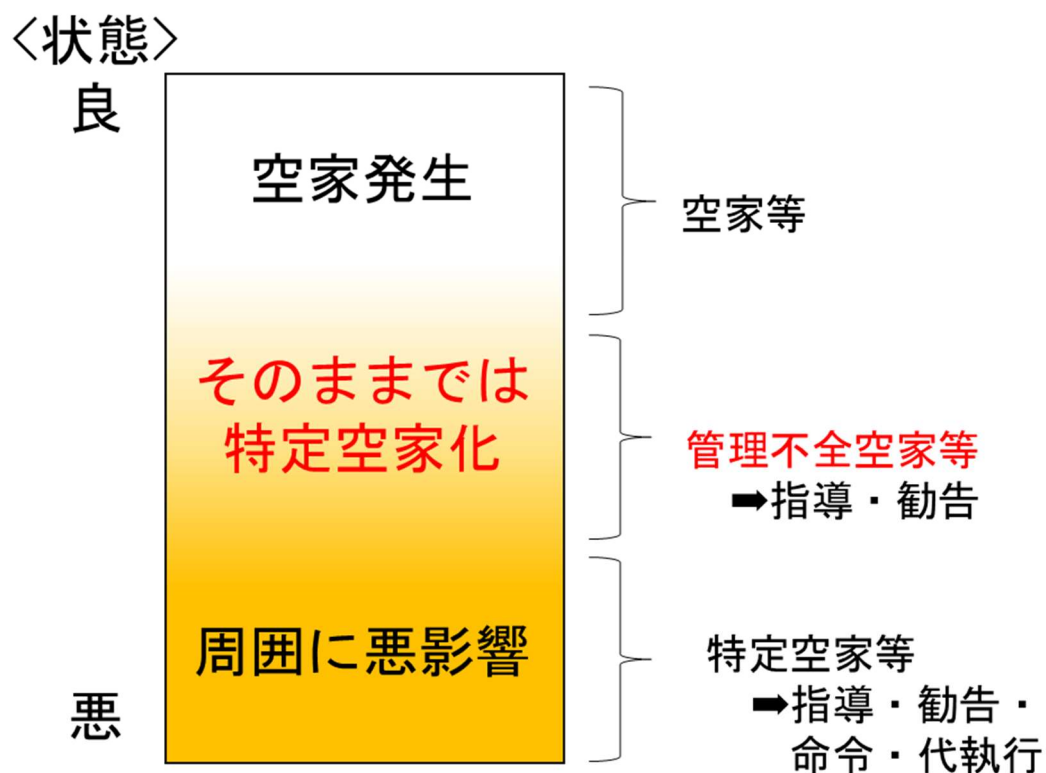 <状態>
良
空家発生
空家等
そのままでは
特定空家化
管理不全空家等
➡指導・勧告
周囲に悪影響
悪
特定空家等
➡指導・勧告・
命令・代執行